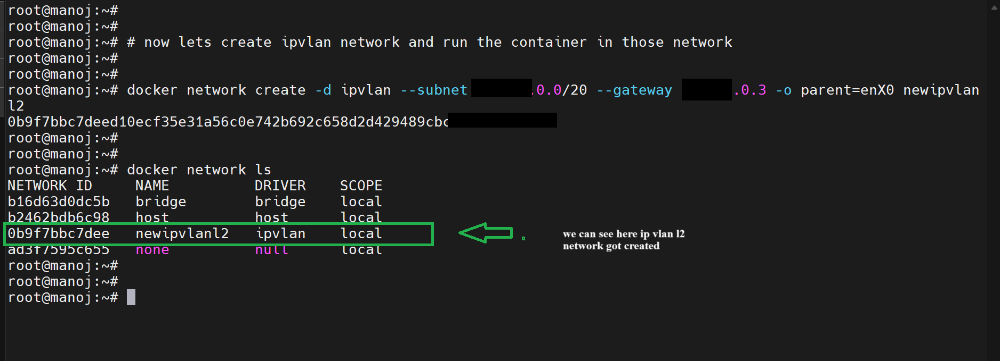 root@manoj:~#
root@manoj:~#
root@manoj:~# # now lets create ipvlan network and run the container in those network
root@manoj:~#
root@manoj:~#
root@manoj:~# docker network create -d ipvlan --subnet .0.0/20 --gateway .0.3 -o parent=enX0 newipvlan
l2
0b9f7bbc7deed10ecf35e31a56c0e742b692c658d2d429489cbc
root@manoj:~#
root@manoj:~#
root@manoj:~# docker network ls
NETWORK ID NAME DRIVER SCOPE
b16d63d0dc5b bridge bridge local
b2462bdb6c98 host host local
0b9f7bbc7dee newipvlanl2 ipvlan local
we can see here ip vlan l2
network got created
ad3f7595c655 none null local
root@manoj:~#
root@manoj:~#
root@manoj:~#